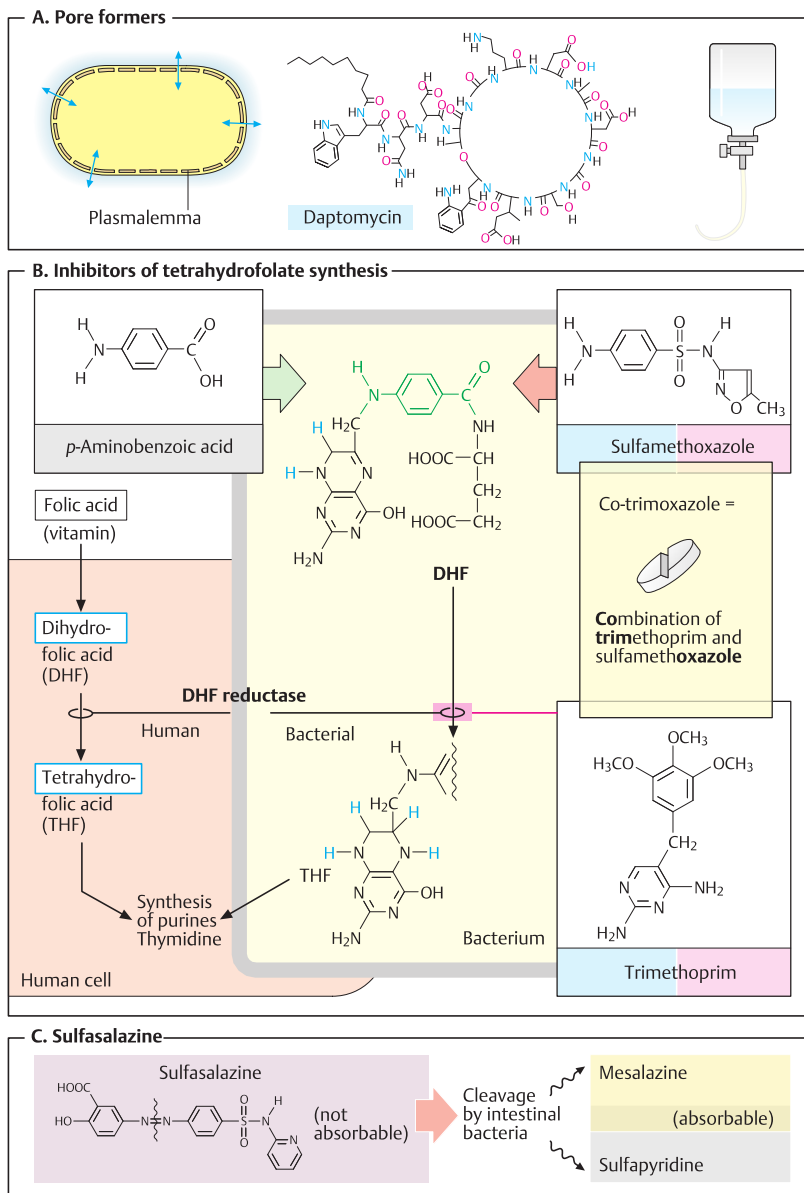 A. Pore formers
Plasmalemma
Daptomycin
B. Inhibitors of tetrahydrofolate synthesis
p-Aminobenzoic acid
Sulfamethoxazole
Folic acid
(vitamin)
Co-trimoxazole =
Combination of
trimethoprim and
sulfamethoxazole
DHF
Dihydro-
folic acid
(DHF)
DHF reductase
Human
Bacterial
Tetrahydro-
folic acid
(THF)
THF
Synthesis
of purines
Thymidine
Human cell
Bacterium
Trimethoprim
C. Sulfasalazine
Sulfasalazine
(not
absorbable)
Cleavage
by intestinal
bacteria
Mesalazine
(absorbable)
Sulfapyridine